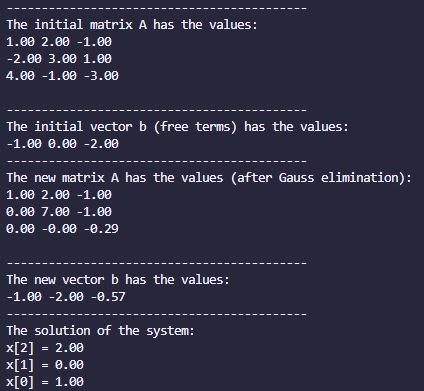 -------------------------------------------
The initial matrix A has the values:
1.00 2.00 -1.00
-2.00 3.00 1.00
4.00 -1.00 -3.00
-------------------------------------------
The initial vector b (free terms) has the values:
-1.00 0.00 -2.00
-------------------------------------------
The new matrix A has the values (after Gauss elimination):
1.00 2.00 -1.00
0.00 7.00 -1.00
0.00 -0.00 -0.29
-------------------------------------------
The new vector b has the values:
-1.00 -2.00 -0.57
-------------------------------------------
The solution of the system:
x[2] = 2.00
x[1] = 0.00
x[0] = 1.00